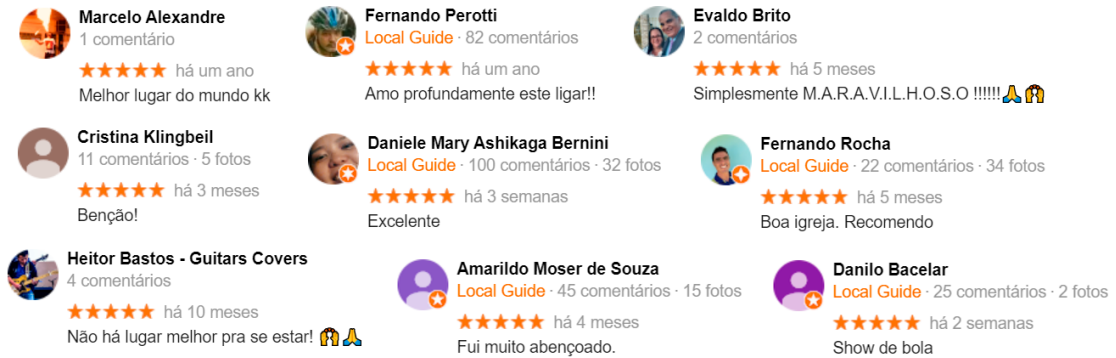 Marcelo Alexandre
1 comentário
há um ano
Melhor lugar do mundo kk
Fernando Perotti
Local Guide · 82 comentários
há um ano
Amo profundamente este ligar!!
Evaldo Brito
2 comentários
há 5 meses
Simplesmente M.A.R.A.V.I.L.H.O.S.O !!!!!!🙏🙌
Cristina Klingbeil
11 comentários · 5 fotos
há 3 meses
Benção!
Daniele Mary Ashikaga Bernini
Local Guide · 100 comentários · 32 fotos
há 3 semanas
Excelente
Fernando Rocha
Local Guide · 22 comentários · 34 fotos
há 5 meses
Boa igreja. Recomendo
Heitor Bastos - Guitars Covers
4 comentários
há 10 meses
Não há lugar melhor pra se estar! 🙌🙏
Amarildo Moser de Souza
Local Guide · 45 comentários · 15 fotos
há 4 meses
Fui muito abençoado.
Danilo Bacelar
Local Guide · 25 comentários · 2 fotos
há 2 semanas
Show de bola